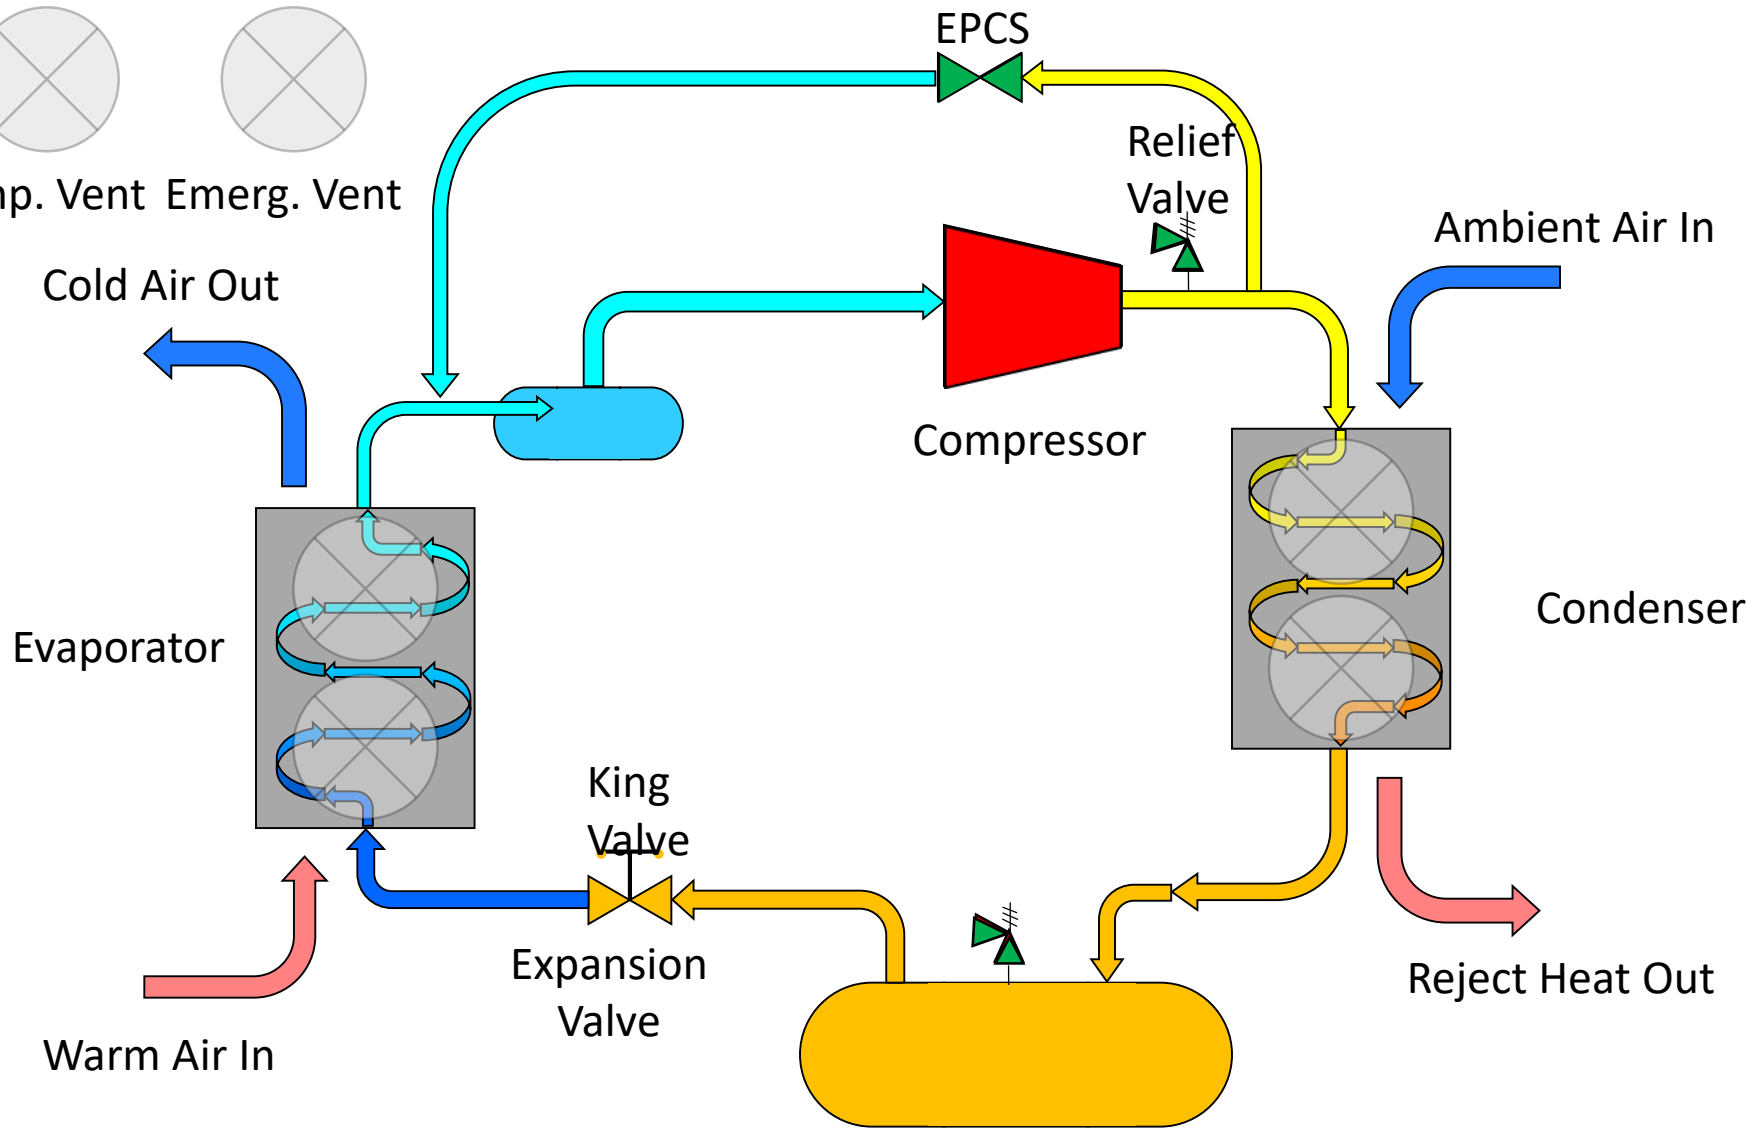 EPCS
Relief
Valve
p. Vent Emerg. Vent
Ambient Air In
Cold Air Out
Compressor
Condenser
Evaporator
King
Valve
Expansion
Valve
Reject Heat Out
Warm Air In